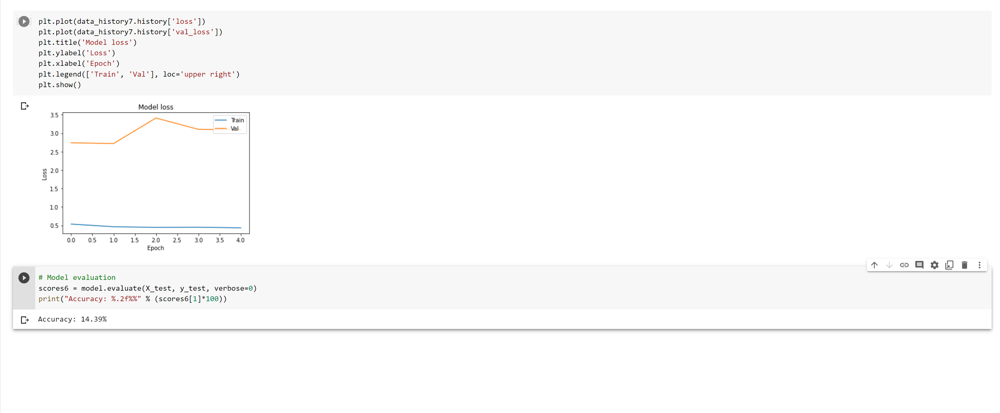 plt.plot(data_history7.history['loss'])
plt.plot(data_history7.history['val_loss'])
plt.title('Model loss')
plt.ylabel('Loss')
plt.xlabel('Epoch')
plt.legend(['Train', 'Val'], loc='upper right')
plt.show()
Model loss
3.5
3.0
2.5
2.0
1.5
1.0
0.5
Loss
Train
Val
0.0 0.5 1.0 1.5 2.0 2.5 3.0 3.5 4.0
Epoch
# Model evaluation
scores6 = model.evaluate(X_test, y_test, verbose=0)
print("Accuracy: %.2f%%" % (scores6[1]*100))
Accuracy: 14.39%